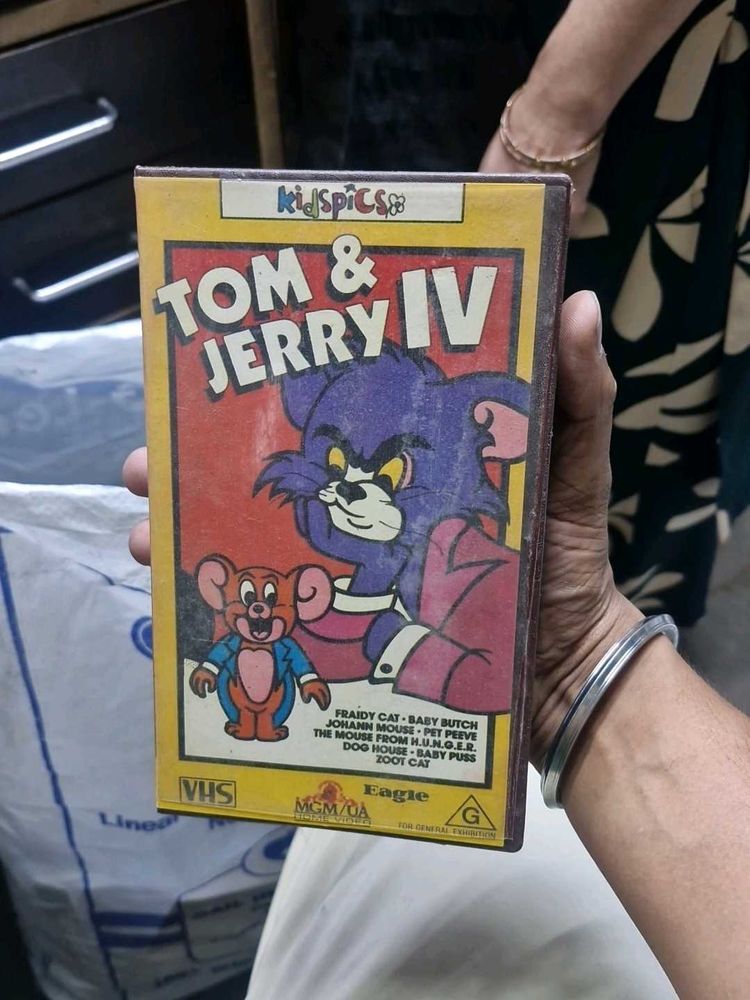 kidspics
TOM &
JERRY IV
FRAIDY CAT · BABY BUTCH
JOHANN MOUSE · PET PEEVE
THE MOUSE FROM H.U.N.G.E.R.
DOG HOUSE · BABY PUSS
ZOOT CAT
VHS
MGM/UA
HOME VIDEO
Eagle
G
FOR GENERAL EXHIBITION
Linea